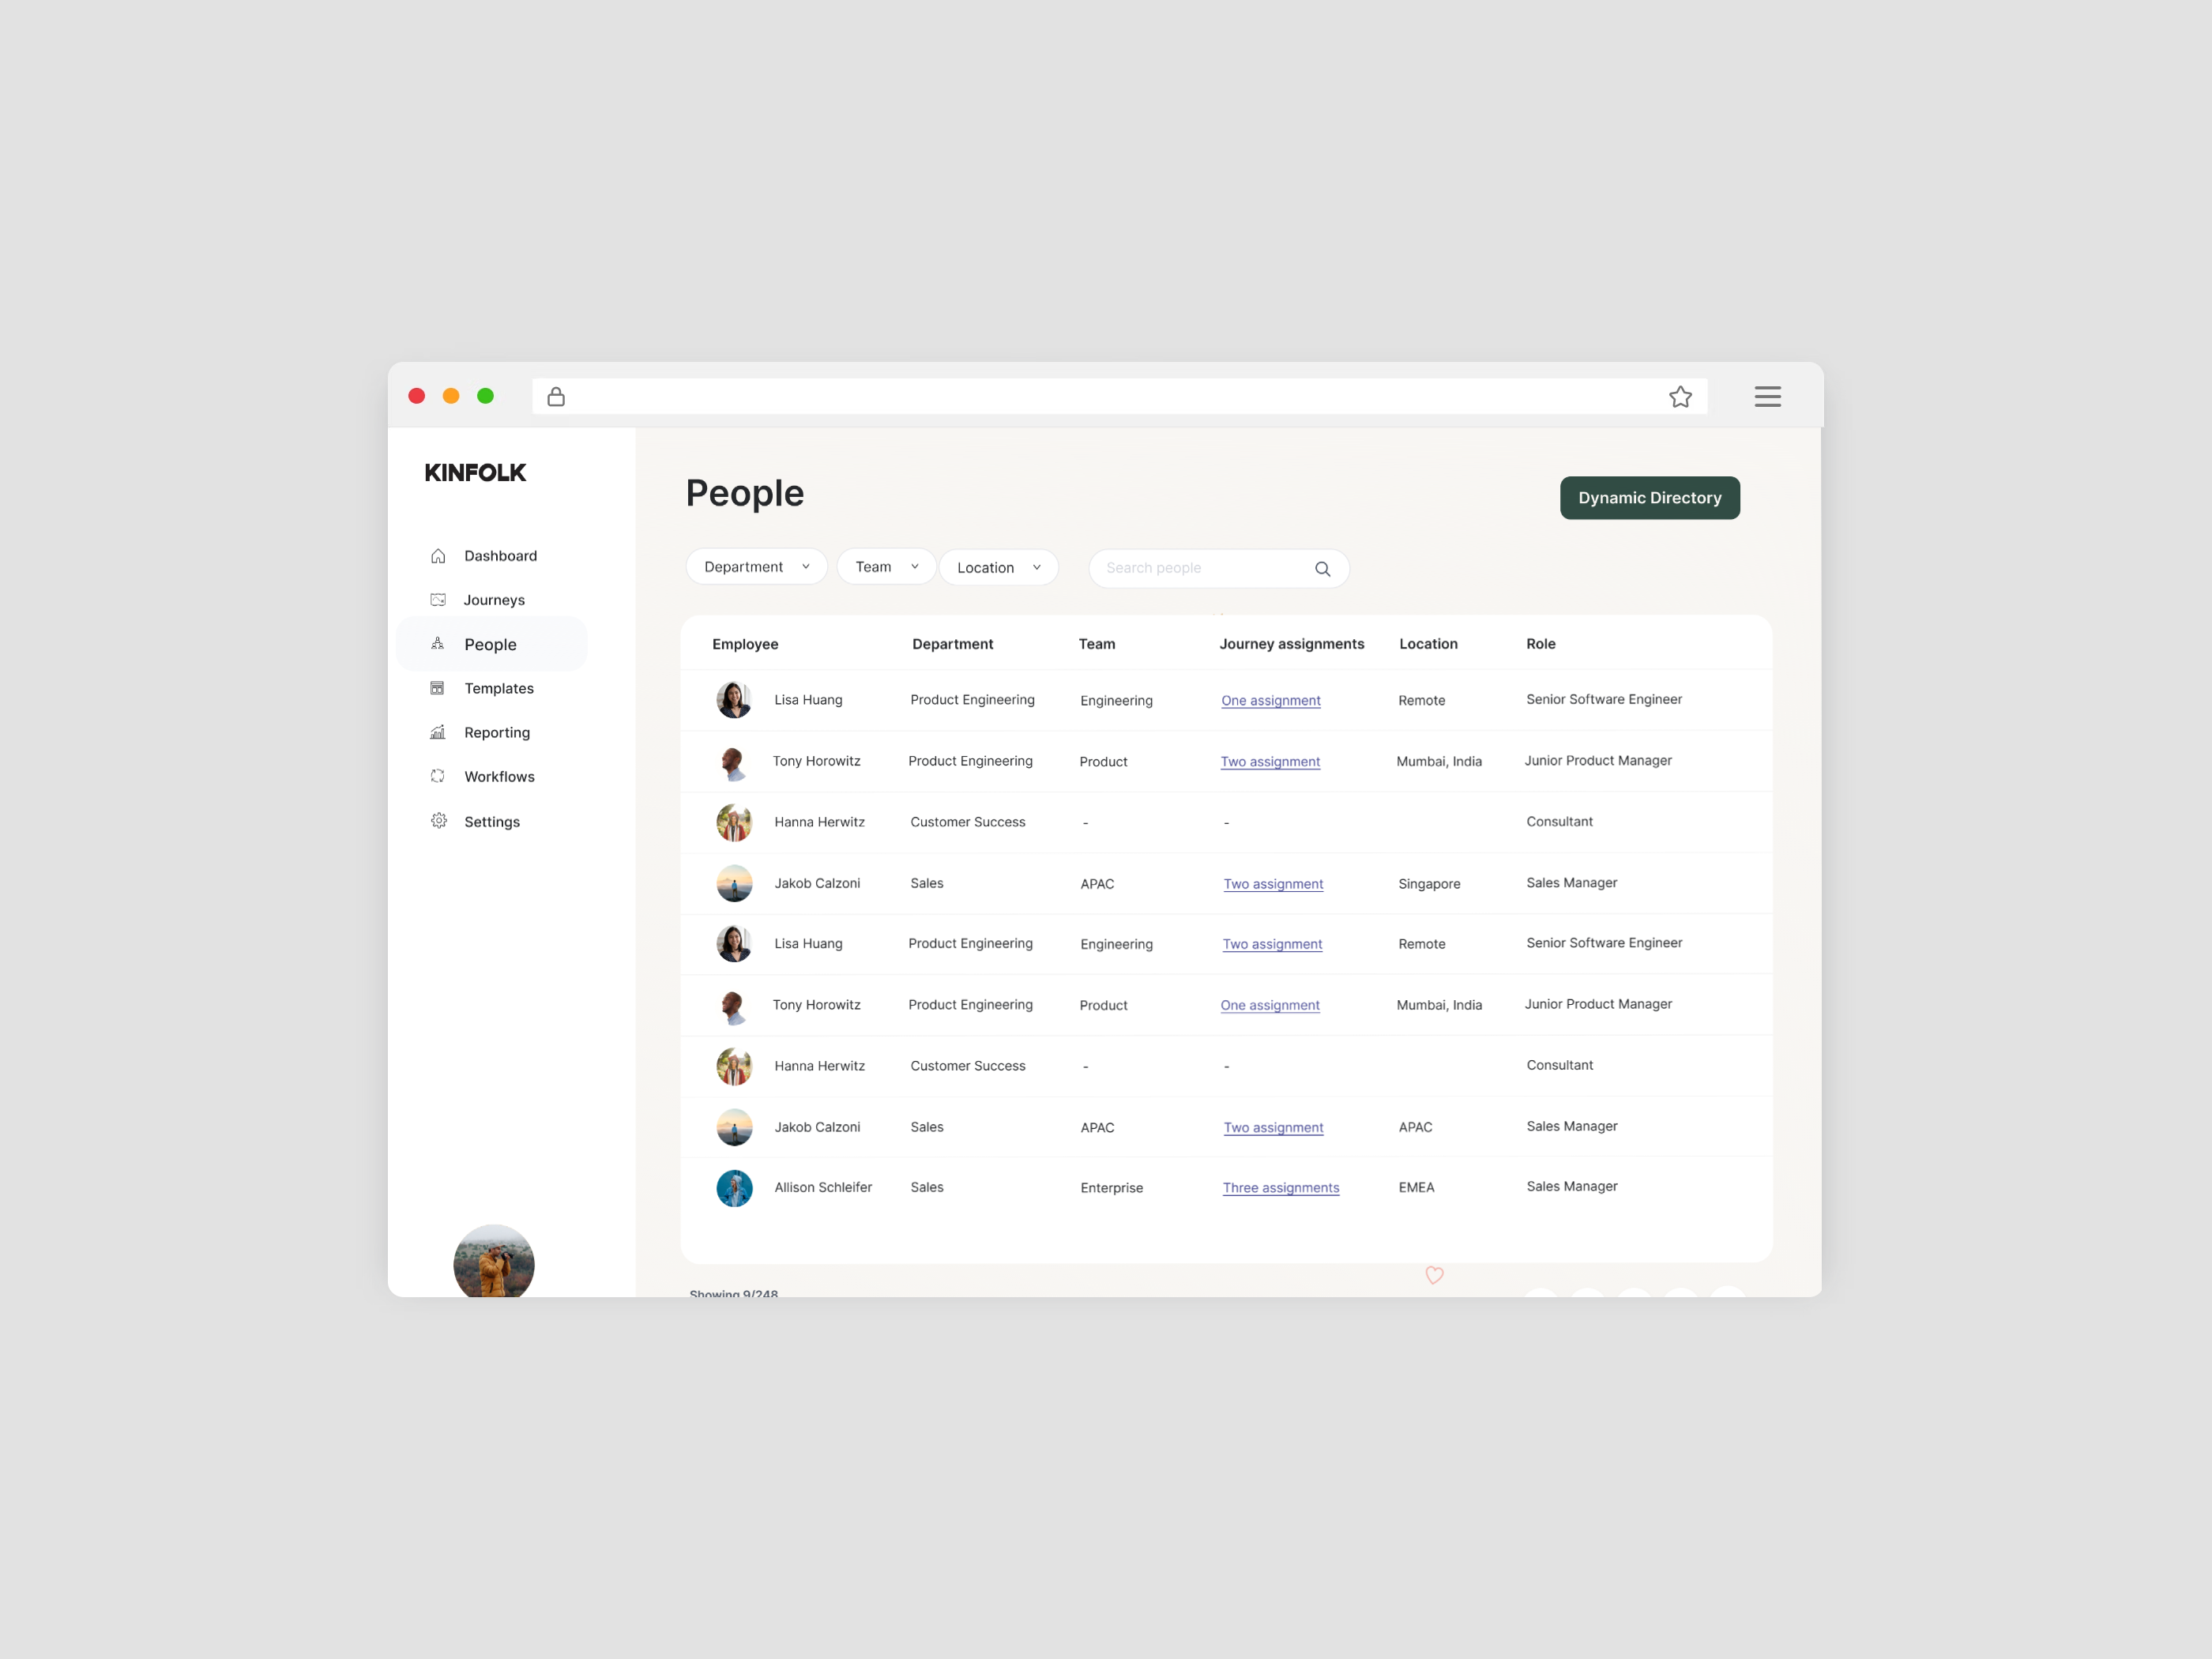 KINFOLK
Dashboard
Journeys
People
Templates
Reporting
Workflows
Settings
People
Dynamic Directory
Department Team Location Search people
Employee Department Team Journey assignments Location Role
Lisa Huang Product Engineering Engineering One assignment Remote Senior Software Engineer
Tony Horowitz Product Engineering Product Two assignment Mumbai, India Junior Product Manager
Hanna Herwitz Customer Success - - Consultant
Jakob Calzoni Sales APAC Two assignment Singapore Sales Manager
Lisa Huang Product Engineering Engineering Two assignment Remote Senior Software Engineer
Tony Horowitz Product Engineering Product One assignment Mumbai, India Junior Product Manager
Hanna Herwitz Customer Success - - Consultant
Jakob Calzoni Sales APAC Two assignment APAC Sales Manager
Allison Schleifer Sales Enterprise Three assignments EMEA Sales Manager
Showing 9/248